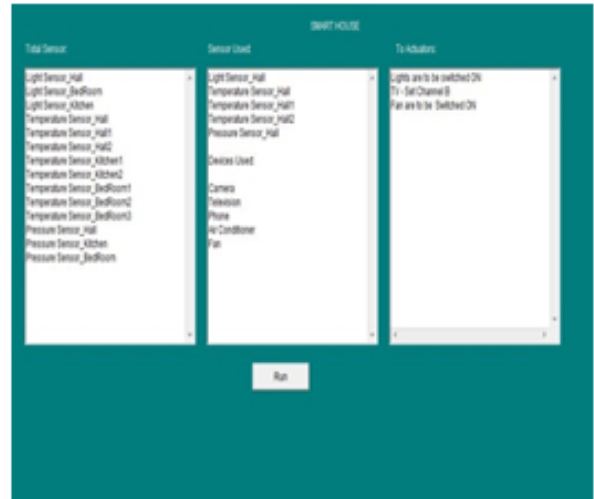 SMART HOUSE
Total Sensor:
Light Sensor_Hall
Light Sensor_BedRoom
Light Sensor_Kitchen
Temperature Sensor_Hall
Temperature Sensor_Hall1
Temperature Sensor_Hall2
Temperature Sensor_Kitchen1
Temperature Sensor_Kitchen2
Temperature Sensor_BedRoom1
Temperature Sensor_BedRoom2
Temperature Sensor_BedRoom3
Pressure Sensor_Hall
Pressure Sensor_Kitchen
Pressure Sensor_BedRoom
Sensor Used:
Light Sensor_Hall
Temperature Sensor_Hall
Temperature Sensor_Hall1
Temperature Sensor_Hall2
Pressure Sensor_Hall
Devices Used:
Camera
Television
Phone
Air Conditioner
Fan
To Actuators:
Lights are to be switched ON
TV - Set Channel B
Fan are to be Switched ON
Run